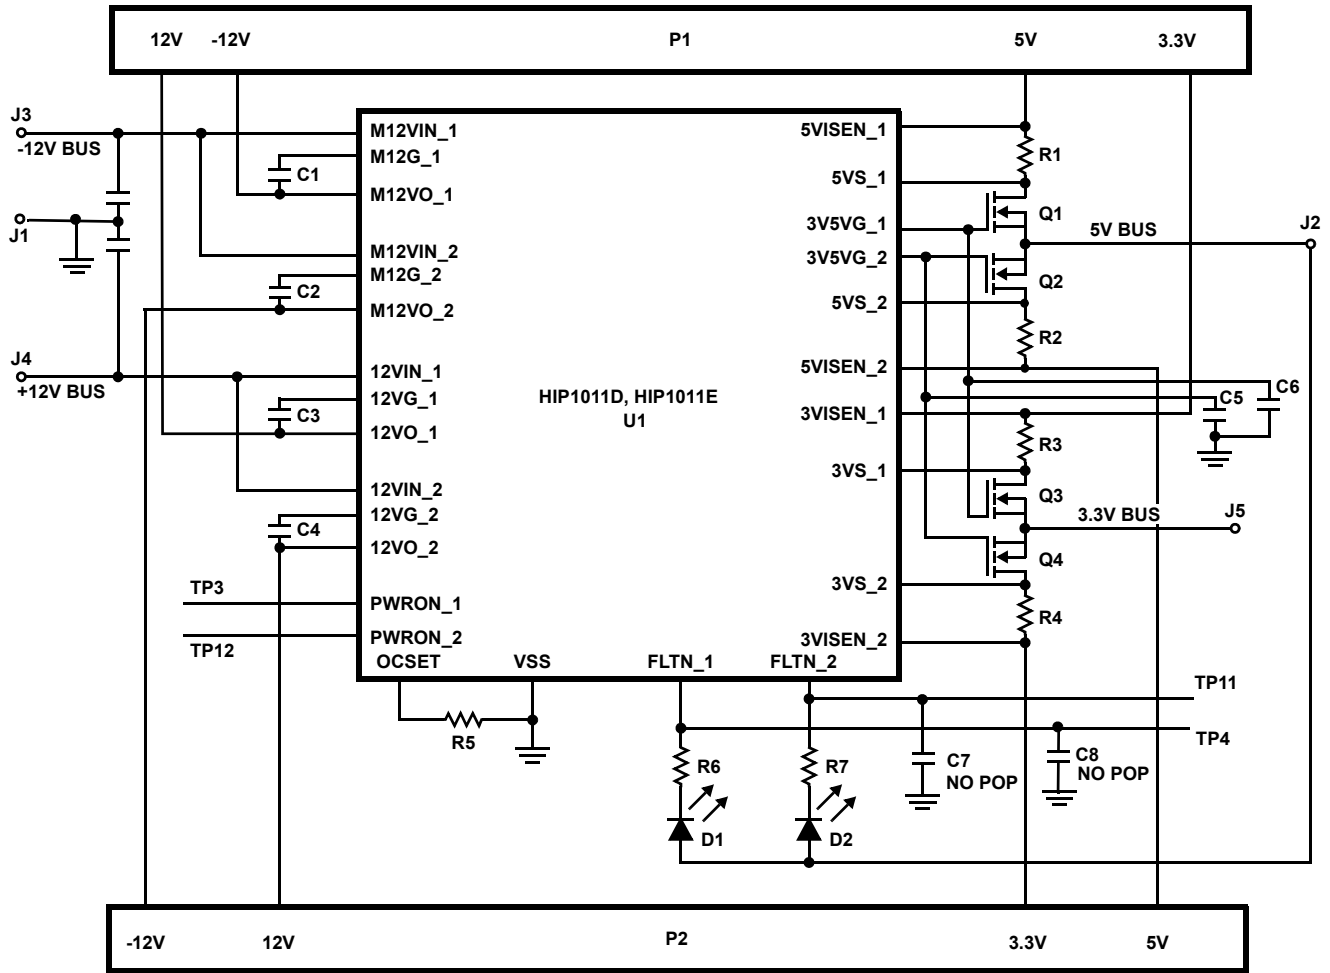 12V -12V P1 5V 3.3V
J3
-12V BUS
J1
J4
+12V BUS
C1
C2
C3
C4
TP3
TP12
M12VIN_1
M12G_1
M12VO_1
M12VIN_2
M12G_2
M12VO_2
12VIN_1
12VG_1
12VO_1
12VIN_2
12VG_2
12VO_2
PWRON_1
PWRON_2
OCSET VSS FLTN_1 FLTN_2
HIP1011D, HIP1011E
U1
5VISEN_1
5VS_1
3V5VG_1
3V5VG_2
5VS_2
5VISEN_2
3VISEN_1
3VS_1
3VS_2
3VISEN_2
R1
Q1
5V BUS
J2
Q2
R2
C6
C5
R3
Q3
3.3V BUS
J5
Q4
R4
TP11
TP4
R5
R6
R7
C7
NO POP
C8
NO POP
D1
D2
-12V 12V P2 3.3V 5V